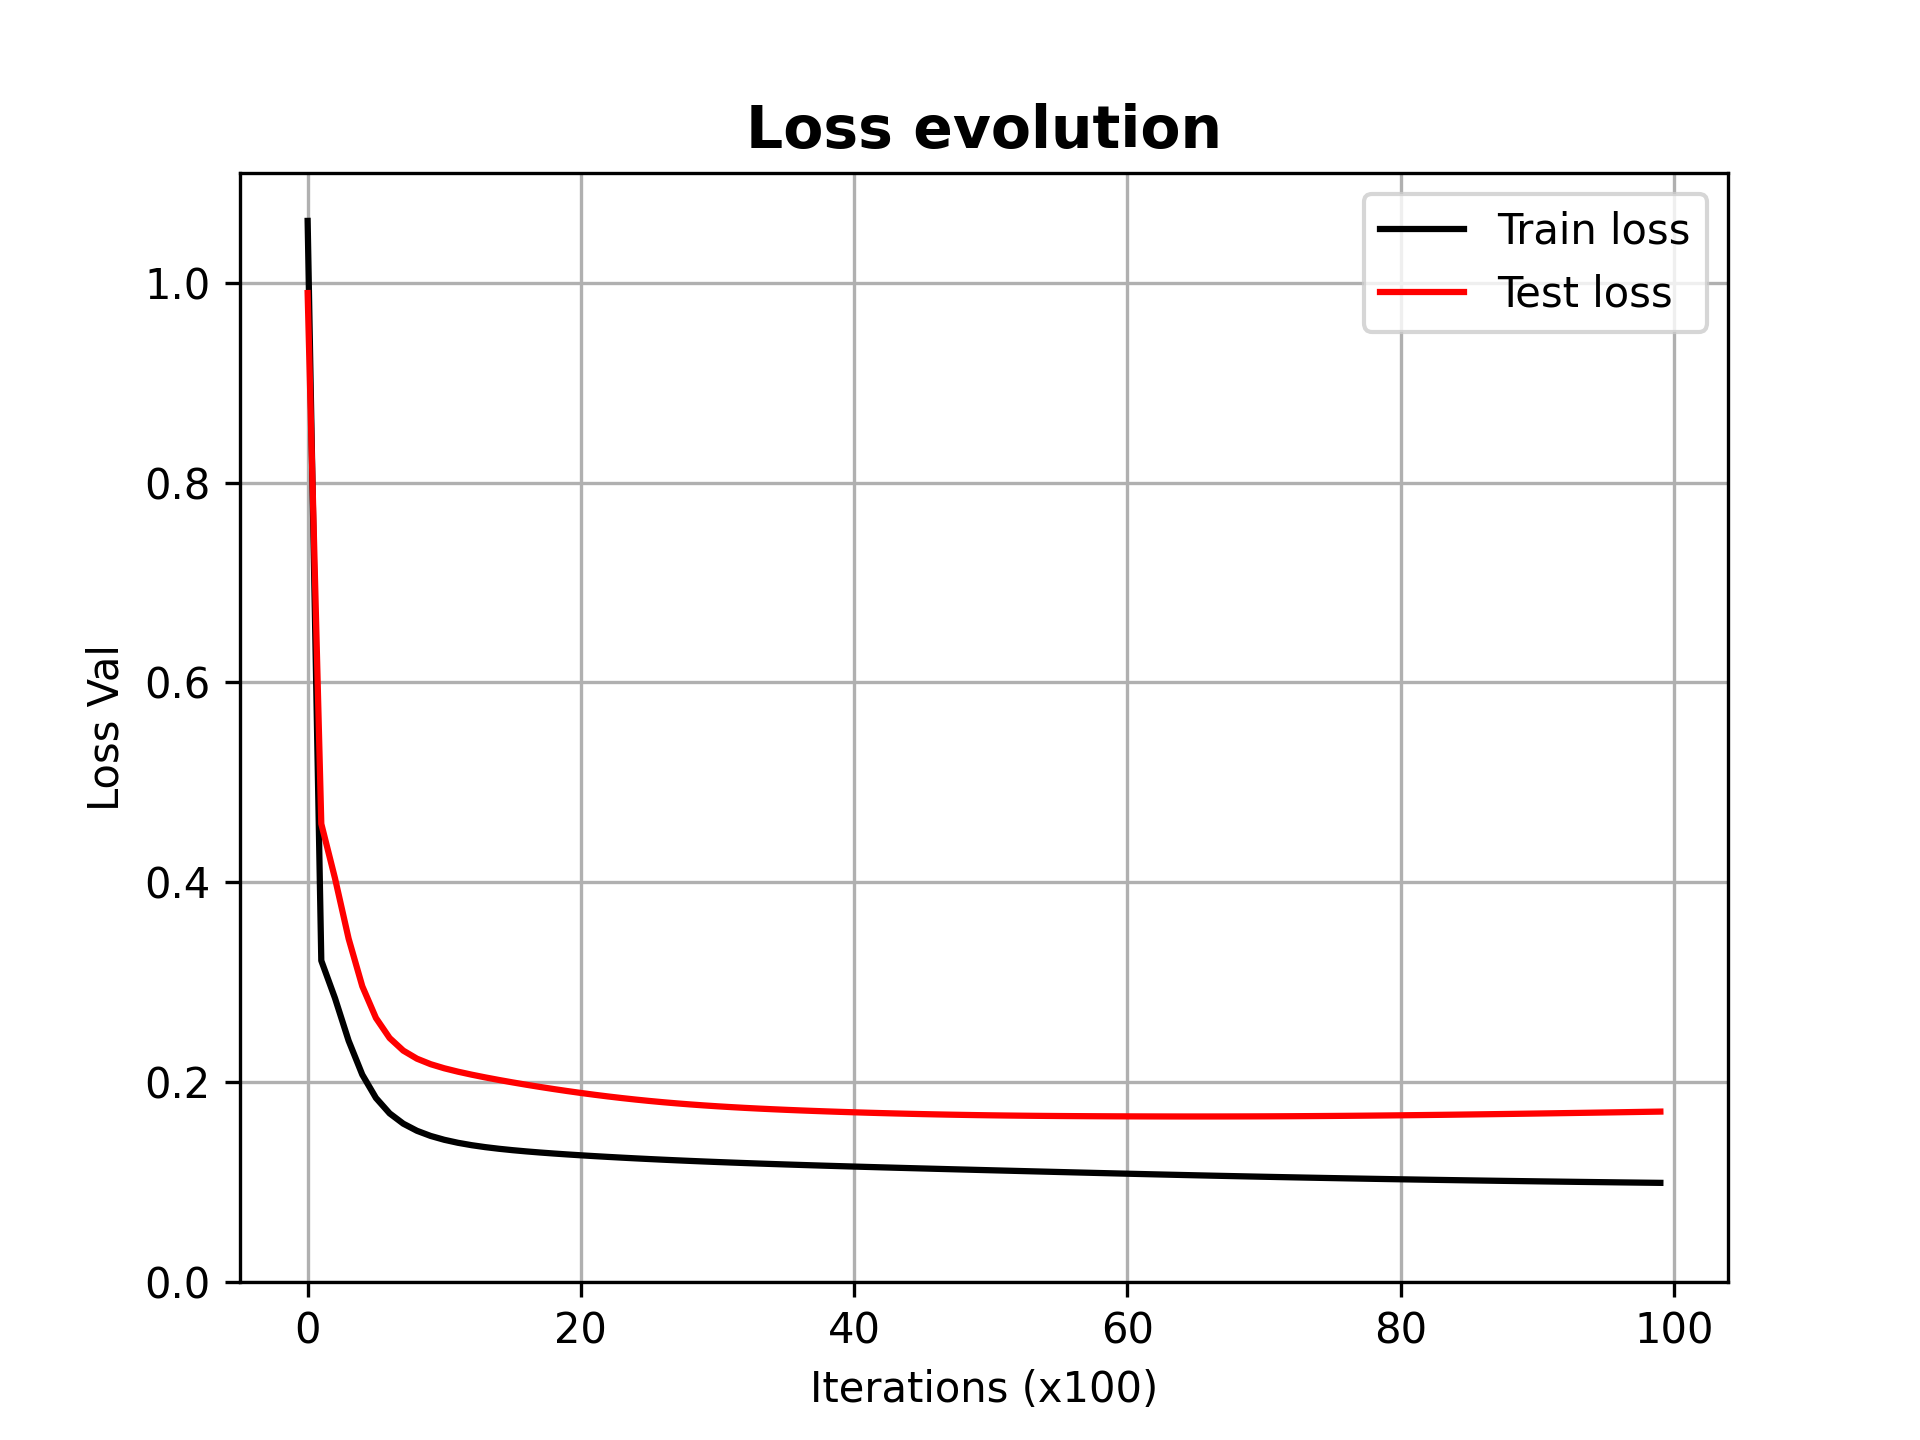 Loss evolution
Train loss
Test loss
Loss Val
1.0
0.8
0.6
0.4
0.2
0.0
0 20 40 60 80 100
Iterations (x100)